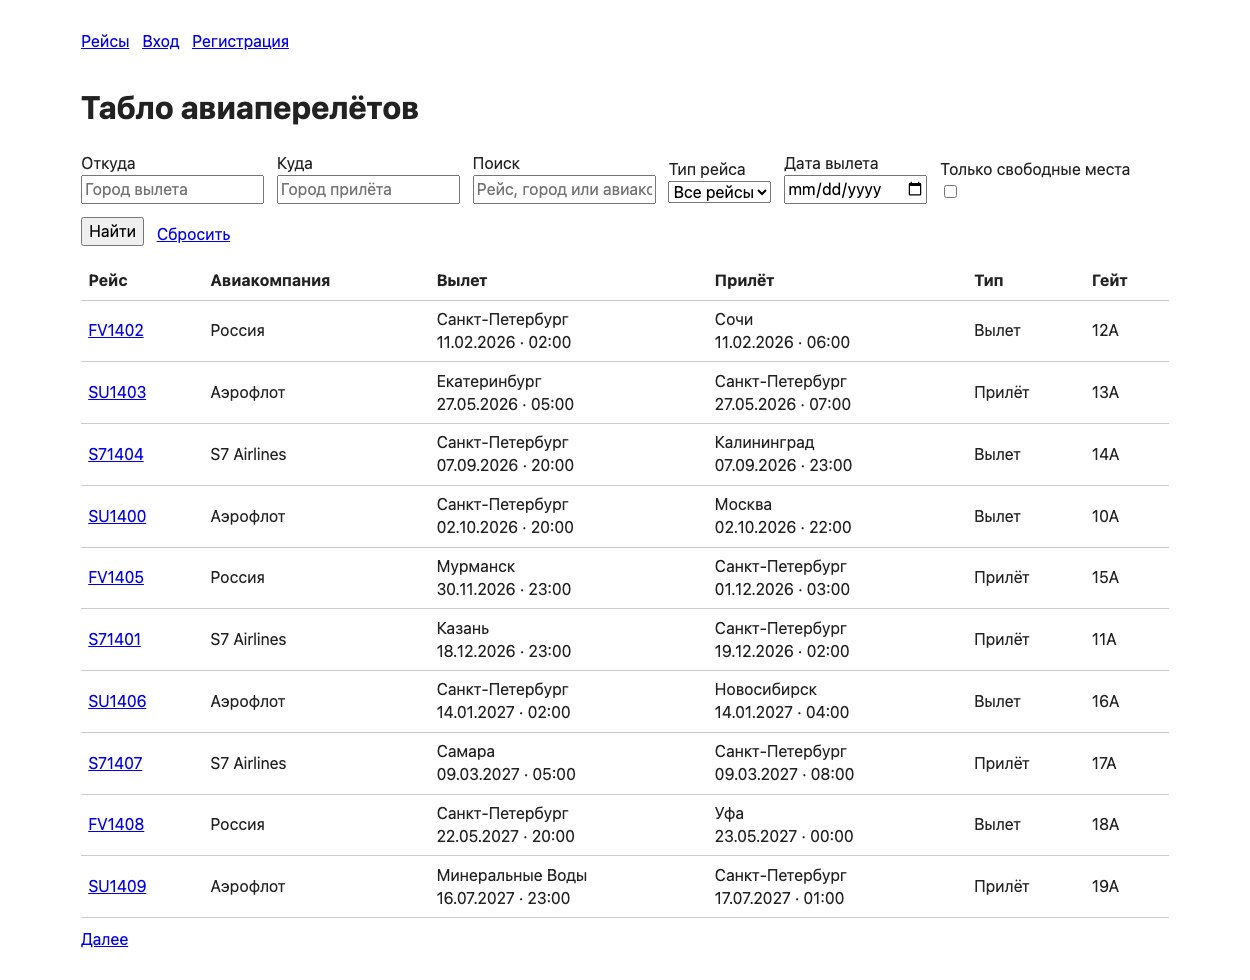 Рейсы Вход Регистрация
Табло авиаперелётов
Откуда Куда Поиск Тип рейса Дата вылета Только свободные места
Город вылета Город прилёта Рейс, город или авиакс Все рейсы mm/dd/yyyy
Найти Сбросить
Рейс Авиакомпания Вылет Прилёт Тип Гейт
FV1402 Россия Санкт-Петербург 11.02.2026 · 02:00 Сочи 11.02.2026 · 06:00 Вылет 12A
SU1403 Аэрофлот Екатеринбург 27.05.2026 · 05:00 Санкт-Петербург 27.05.2026 · 07:00 Прилёт 13A
S71404 S7 Airlines Санкт-Петербург 07.09.2026 · 20:00 Калининград 07.09.2026 · 23:00 Вылет 14A
SU1400 Аэрофлот Санкт-Петербург 02.10.2026 · 20:00 Москва 02.10.2026 · 22:00 Вылет 10A
FV1405 Россия Мурманск 30.11.2026 · 23:00 Санкт-Петербург 01.12.2026 · 03:00 Прилёт 15A
S71401 S7 Airlines Казань 18.12.2026 · 23:00 Санкт-Петербург 19.12.2026 · 02:00 Прилёт 11A
SU1406 Аэрофлот Санкт-Петербург 14.01.2027 · 02:00 Новосибирск 14.01.2027 · 04:00 Вылет 16A
S71407 S7 Airlines Самара 09.03.2027 · 05:00 Санкт-Петербург 09.03.2027 · 08:00 Прилёт 17A
FV1408 Россия Санкт-Петербург 22.05.2027 · 20:00 Уфа 23.05.2027 · 00:00 Вылет 18A
SU1409 Аэрофлот Минеральные Воды 16.07.2027 · 23:00 Санкт-Петербург 17.07.2027 · 01:00 Прилёт 19A
Далее